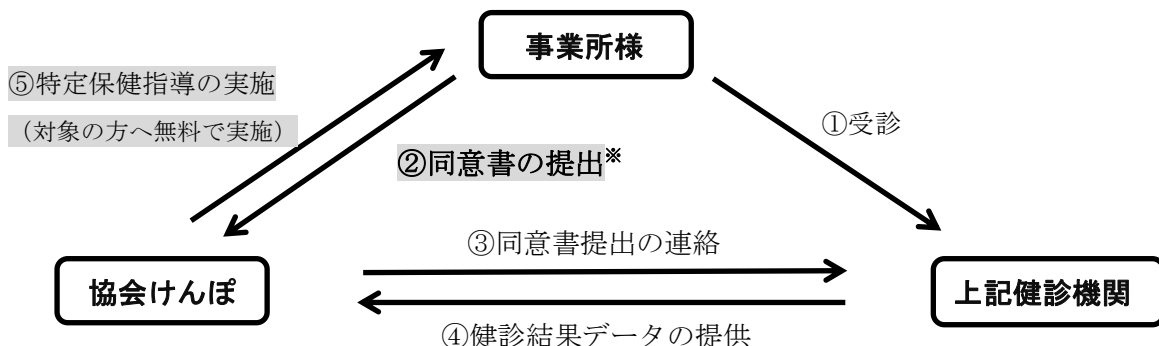 事業所様
⑤特定保健指導の実施
(対象の方へ無料で実施)
①受診
②同意書の提出※
③同意書提出の連絡
協会けんぽ
上記健診機関
④健診結果データの提供